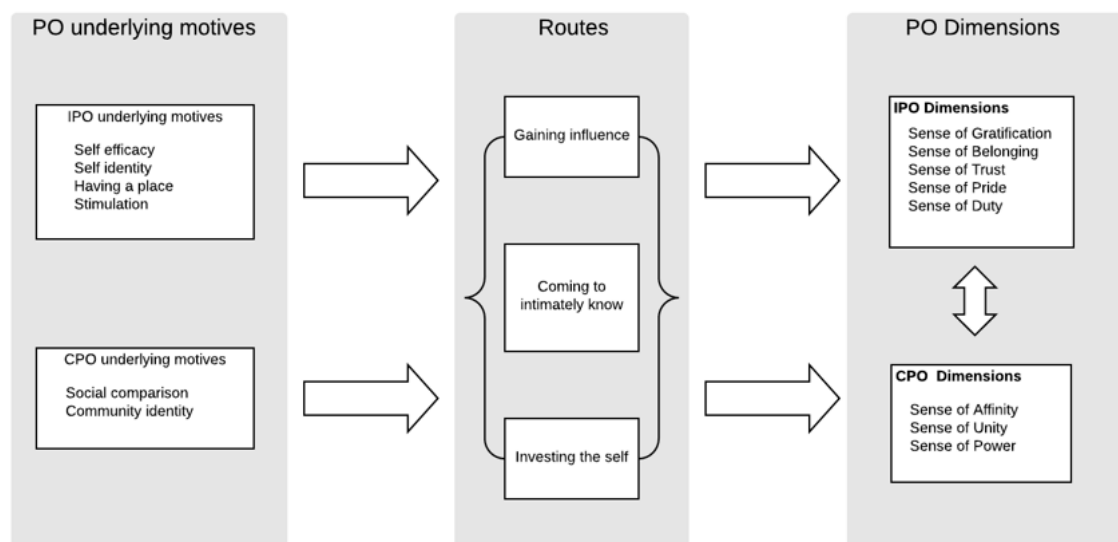 PO underlying motives
IPO underlying motives
Self efficacy
Self identity
Having a place
Stimulation
CPO underlying motives
Social comparison
Community identity
Routes
Gaining influence
Coming to
intimately know
Investing the self
PO Dimensions
IPO Dimensions
Sense of Gratification
Sense of Belonging
Sense of Trust
Sense of Pride
Sense of Duty
CPO Dimensions
Sense of Affinity
Sense of Unity
Sense of Power